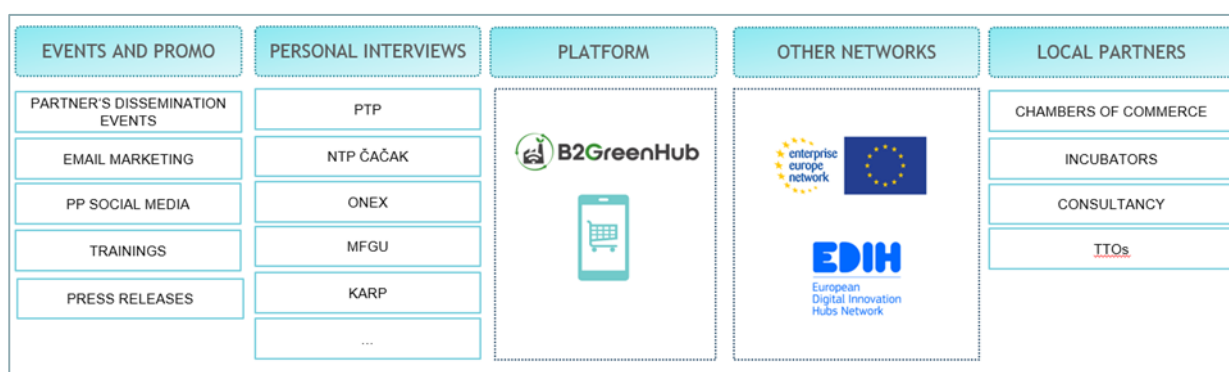 EVENTS AND PROMO
PARTNER'S DISSEMINATION
EVENTS
EMAIL MARKETING
PP SOCIAL MEDIA
TRAININGS
PRESS RELEASES
PERSONAL INTERVIEWS
PTP
NTP ČAČAK
ONEX
MFGU
KARP
...
PLATFORM
B2GreenHub
OTHER NETWORKS
enterprise
europe
network
EDIH
European
Digital Innovation
Hubs Network
LOCAL PARTNERS
CHAMBERS OF COMMERCE
INCUBATORS
CONSULTANCY
TTOs